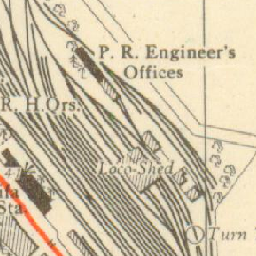 P. R. Engineer's
Offices
R. H.Qrs.
Loco-Shed
Sta
Turn